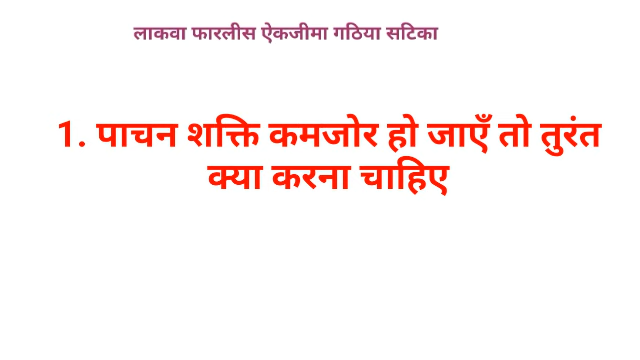 लाकवा फारलीस ऐकजीमा गठिया सटिका
1. पाचन शक्ति कमजोर हो जाएँ तो तुरंत
क्या करना चाहिए